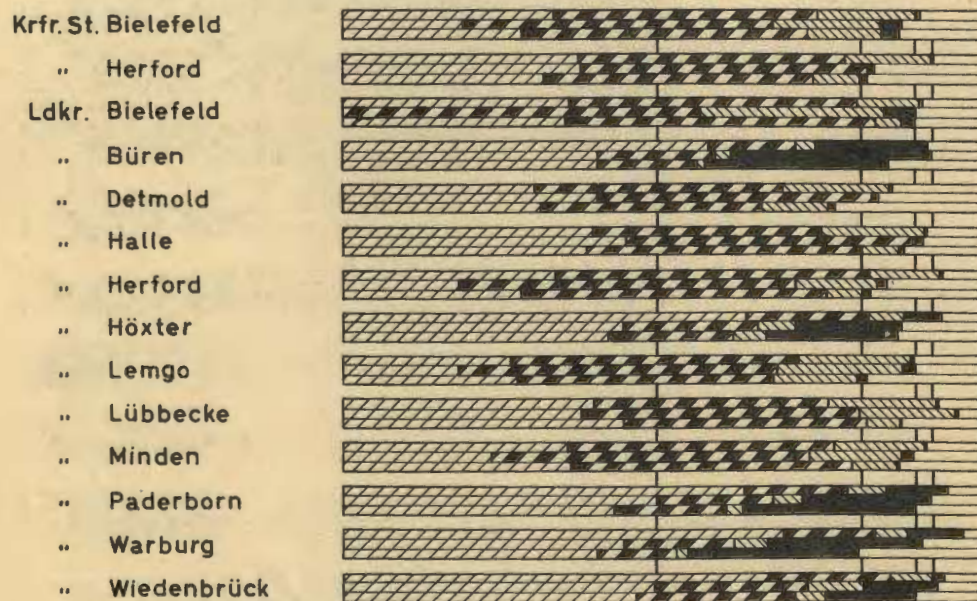 Krfr. St. Bielefeld
" Herford
Ldkr. Bielefeld
" Büren
" Detmold
" Halle
" Herford
" Höxter
" Lemgo
" Lübbecke
" Minden
" Paderborn
" Warburg
" Wiedenbrück